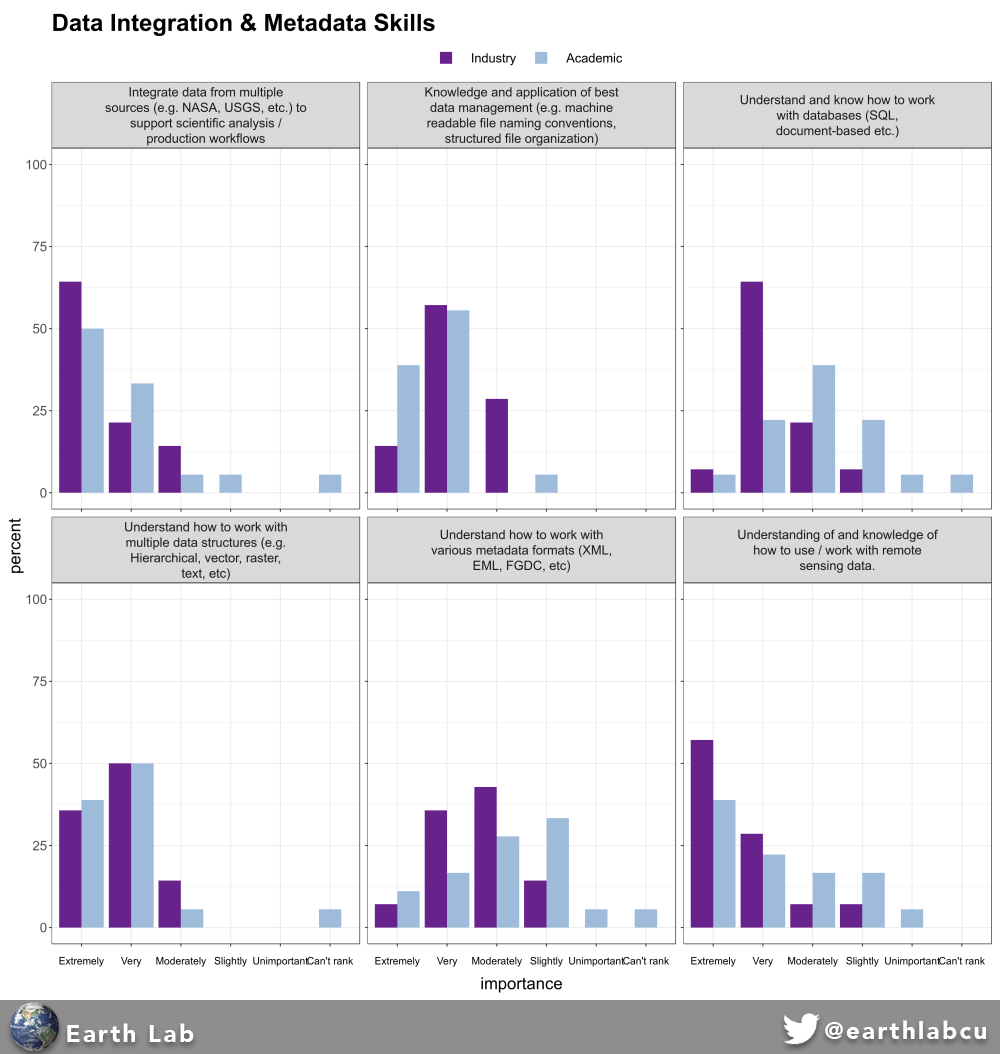 Data Integration & Metadata Skills
Industry Academic
Integrate data from multiple
sources (e.g. NASA, USGS, etc.) to
support scientific analysis /
production workflows
Knowledge and application of best
data management (e.g. machine
readable file naming conventions,
structured file organization)
Understand and know how to work
with databases (SQL,
document-based etc.)
100
75
50
25
0
percent
Understand how to work with
multiple data structures (e.g.
Hierarchical, vector, raster,
text, etc)
Understand how to work with
various metadata formats (XML,
EML, FGDC, etc)
Understanding of and knowledge of
how to use / work with remote
sensing data.
100
75
50
25
0
Extremely Very Moderately Slightly Unimportant Can't rank
Extremely Very Moderately Slightly Unimportant Can't rank
Extremely Very Moderately Slightly Unimportant Can't rank
importance
Earth Lab
@earthlabcu